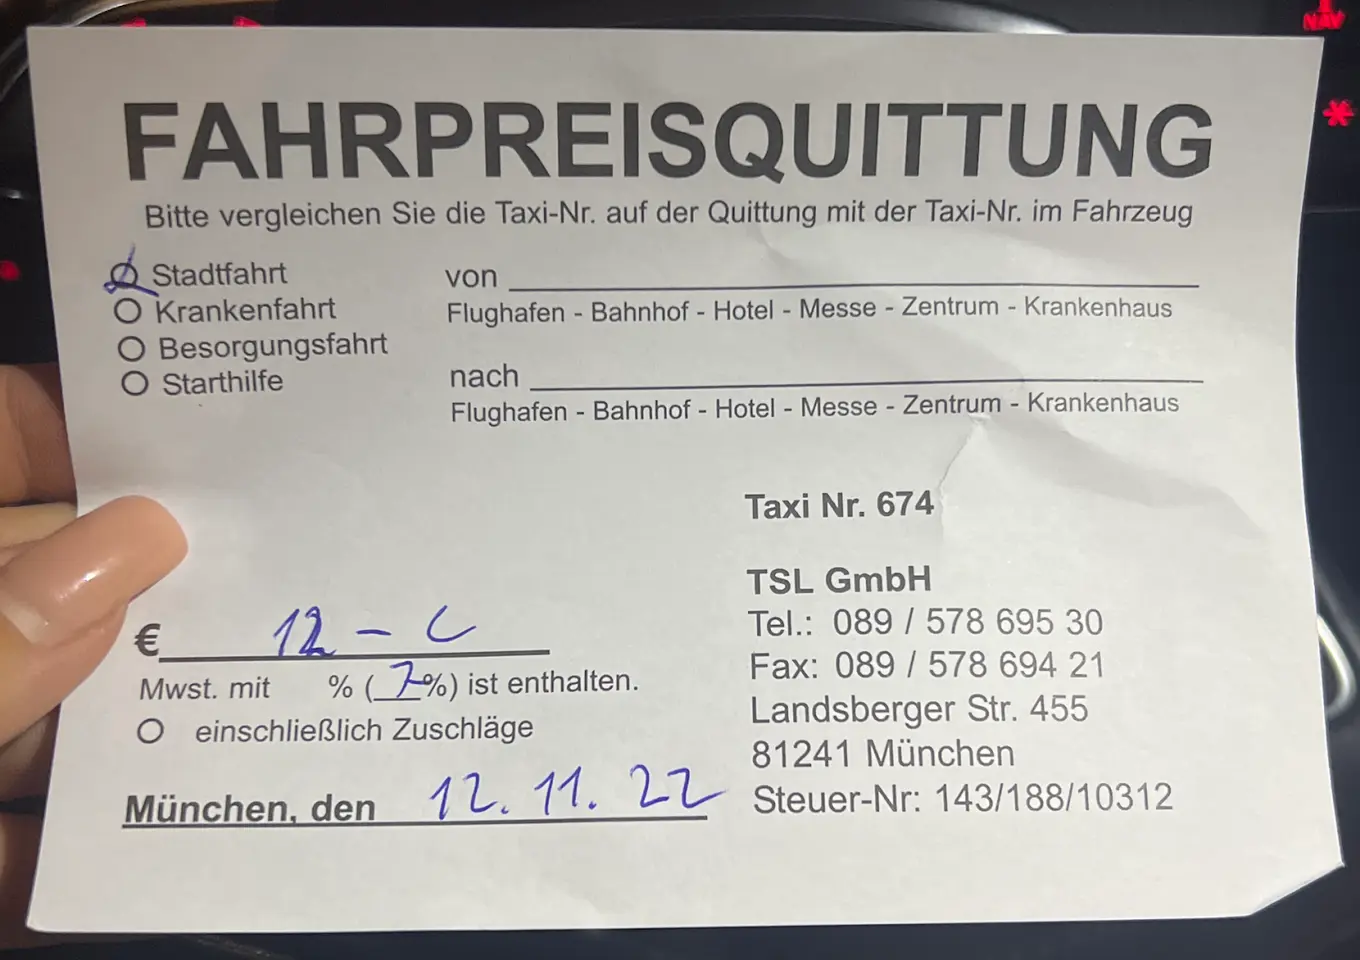 NAV
FAHRPREISQUITTUNG
Bitte vergleichen Sie die Taxi-Nr. auf der Quittung mit der Taxi-Nr. im Fahrzeug
Stadtfahrt
Krankenfahrt
Besorgungsfahrt
Starthilfe
von
Flughafen - Bahnhof - Hotel - Messe - Zentrum - Krankenhaus
nach
Flughafen - Bahnhof - Hotel - Messe - Zentrum - Krankenhaus
Taxi Nr. 674
TSL GmbH
Tel.: 089 / 578 695 30
Fax: 089 / 578 694 21
Landsberger Str. 455
81241 München
Steuer-Nr: 143/188/10312
€ 12 -
Mwst. mit % ( 7 %) ist enthalten.
einschließlich Zuschläge
München, den 12. 11. 22